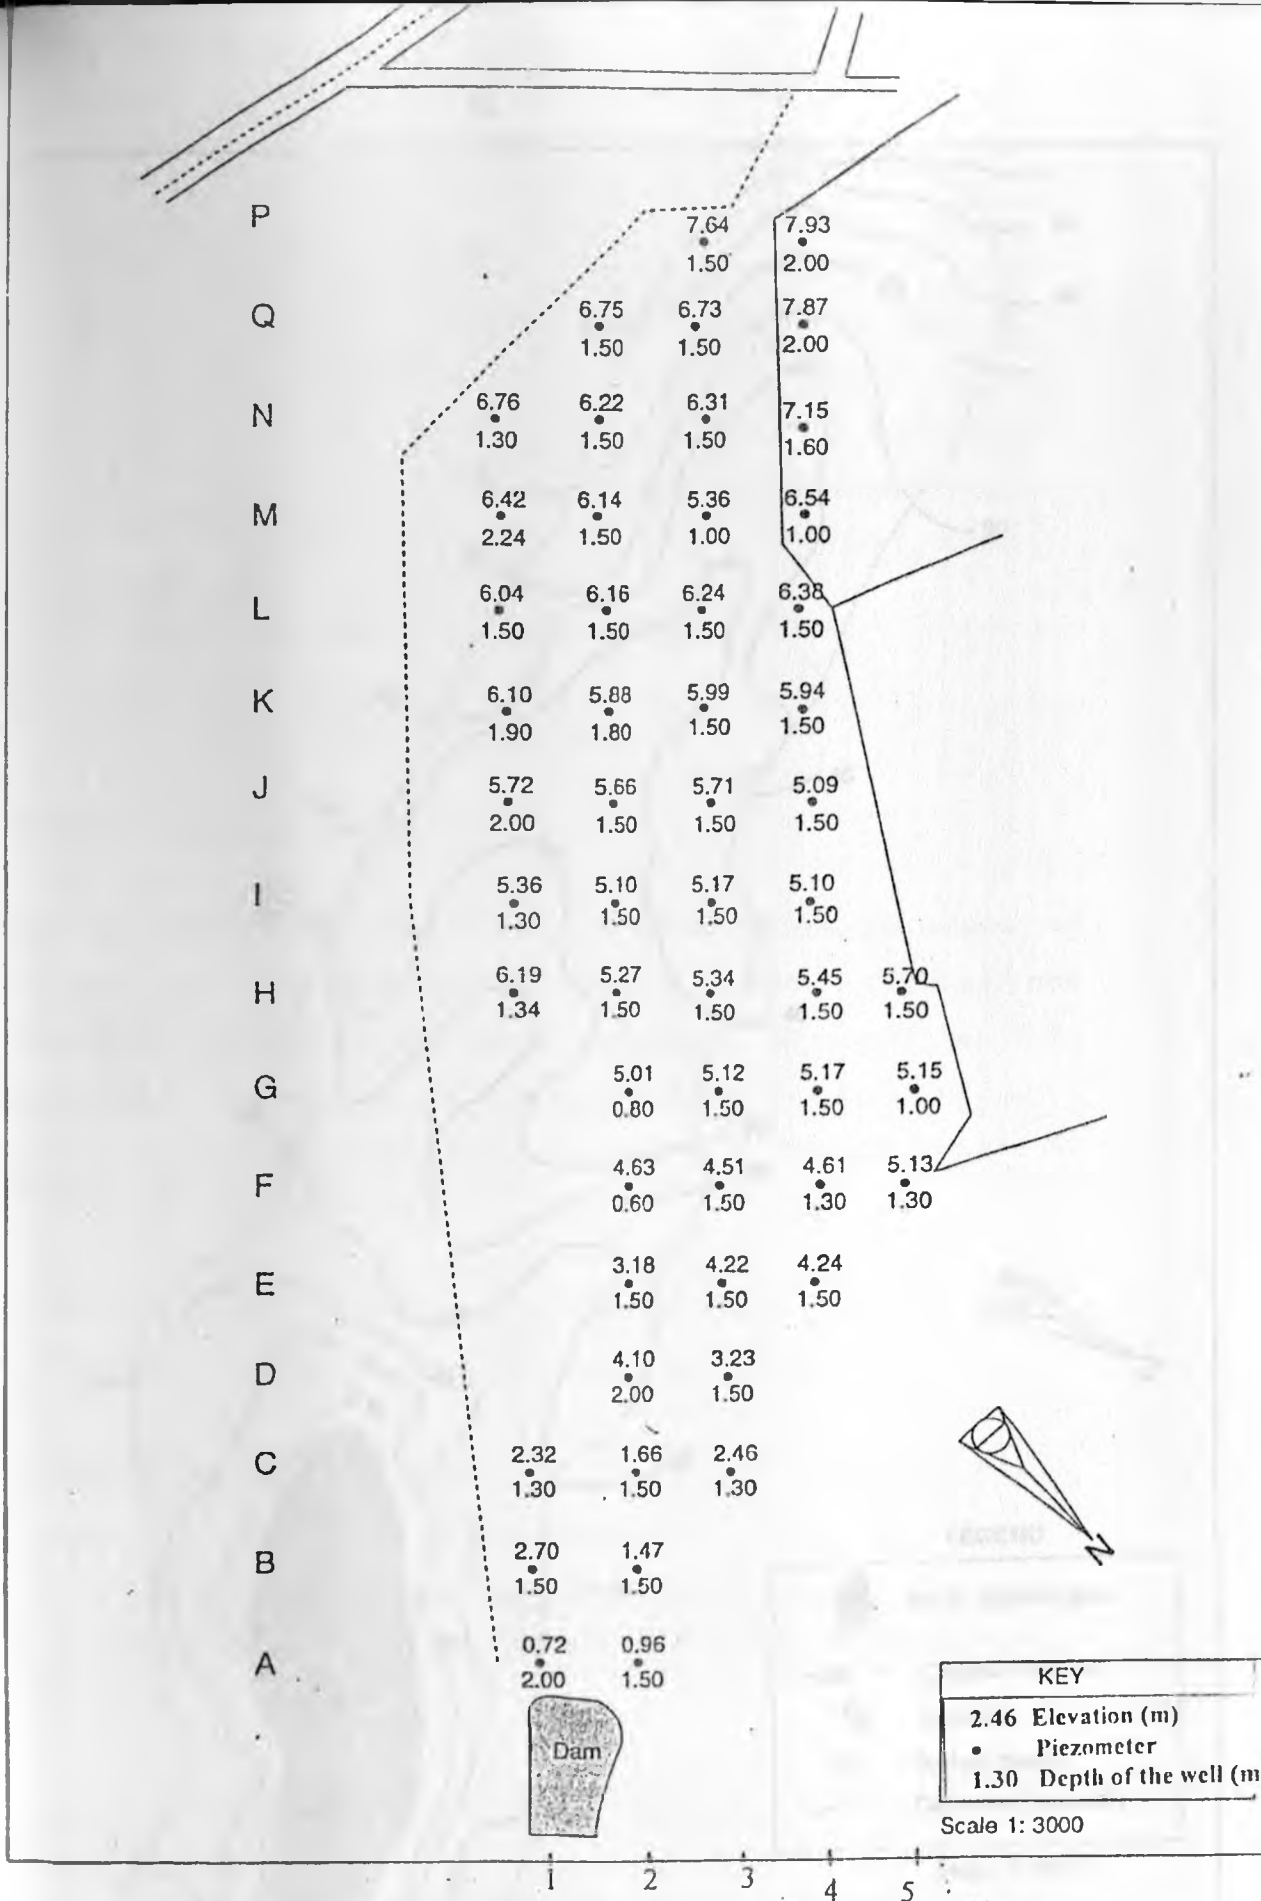 P
7.64 7.93
1.50 2.00
Q
6.75 6.73 7.87
1.50 1.50 2.00
N
6.76 6.22 6.31 7.15
1.30 1.50 1.50 1.60
M
6.42 6.14 5.36 6.54
2.24 1.50 1.00 1.00
L
6.04 6.16 6.24 6.38
1.50 1.50 1.50 1.50
K
6.10 5.88 5.99 5.94
1.90 1.80 1.50 1.50
J
5.72 5.66 5.71 5.09
2.00 1.50 1.50 1.50
I
5.36 5.10 5.17 5.10
1.30 1.50 1.50 1.50
H
6.19 5.27 5.34 5.45 5.70
1.34 1.50 1.50 1.50 1.50
G
5.01 5.12 5.17 5.15
0.80 1.50 1.50 1.00
F
4.63 4.51 4.61 5.13
0.60 1.50 1.30 1.30
E
3.18 4.22 4.24
1.50 1.50 1.50
D
4.10 3.23
2.00 1.50
C
2.32 1.66 2.46
1.30 1.50 1.30
B
2.70 1.47
1.50 1.50
A
0.72 0.96
2.00 1.50
Dam
N
KEY
2.46 Elevation (m)
Piezometer
1.30 Depth of the well (m
Scale 1: 3000
1 2 3 4 5